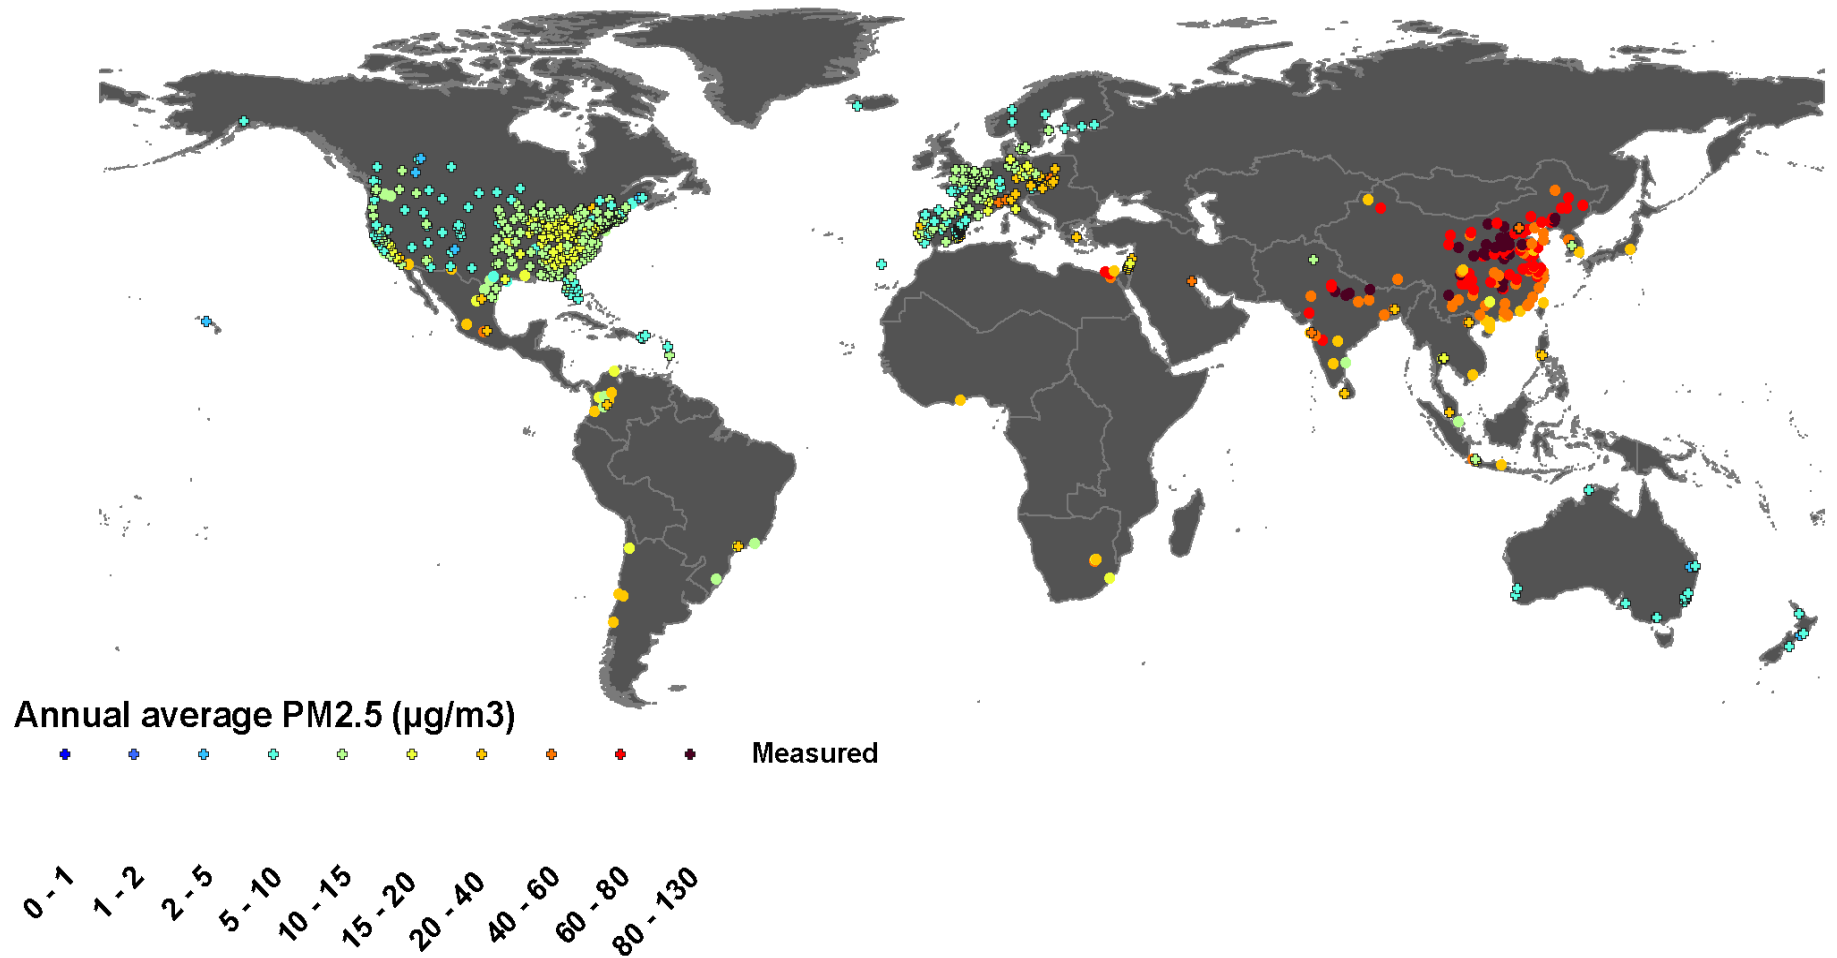 Annual average PM2.5 (µg/m3)
Measured
0 - 1
1 - 2
2 - 5
5 - 10
10 - 15
15 - 20
20 - 40
40 - 60
60 - 80
80 - 130